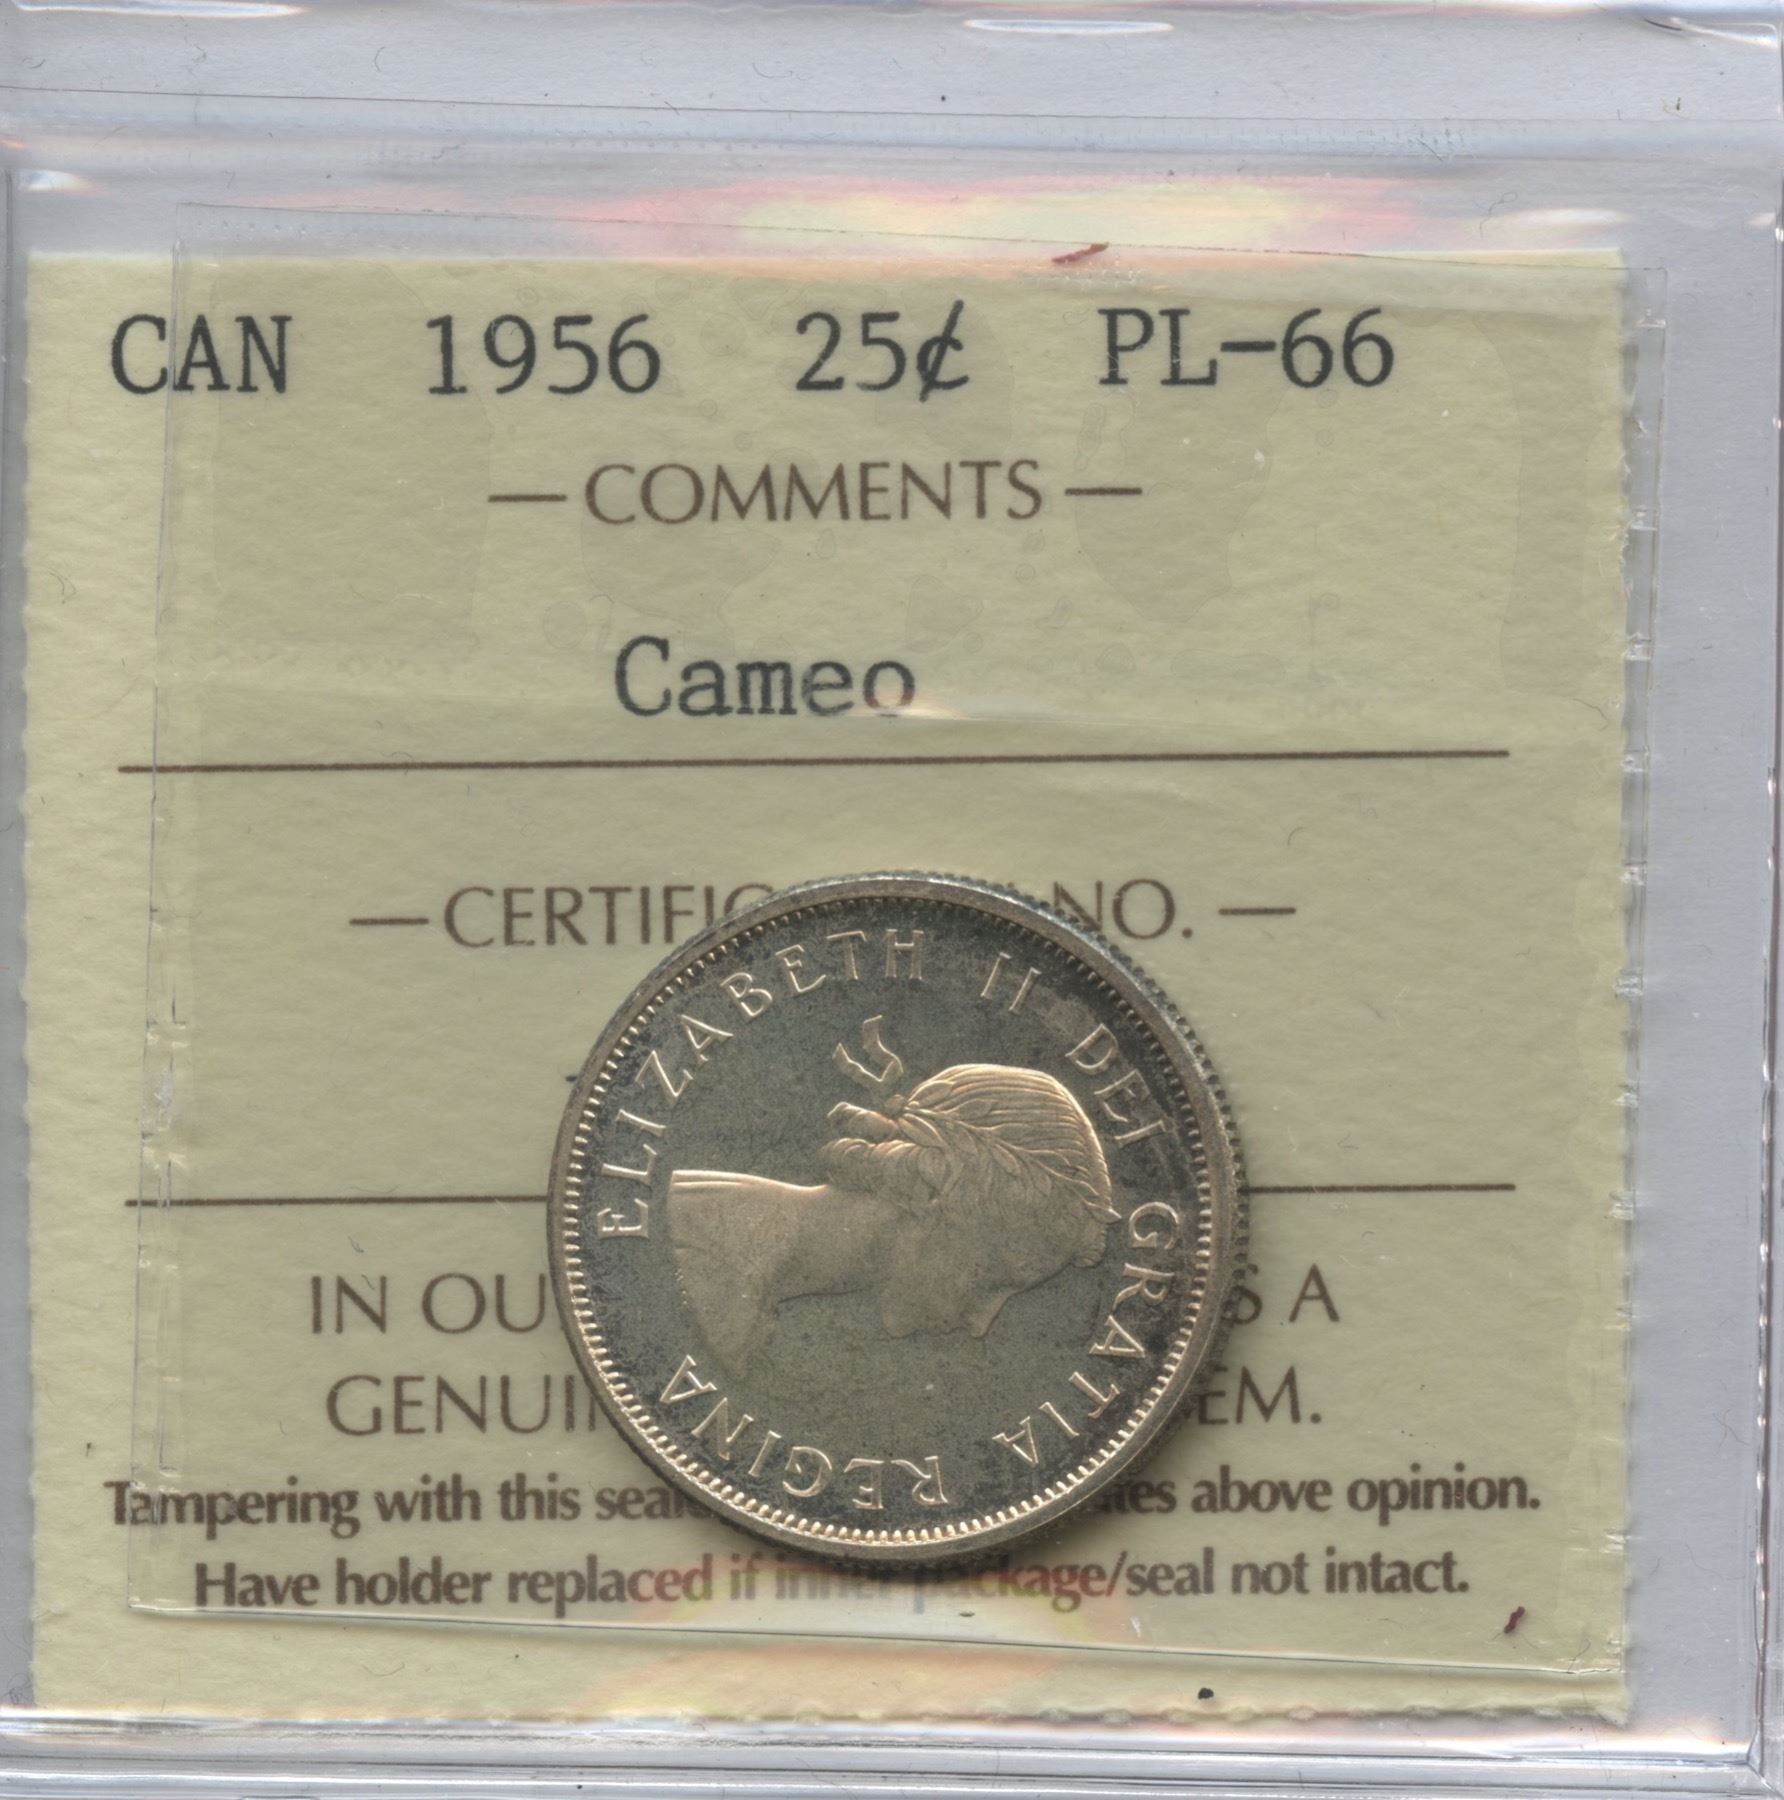 CAN 1956 25¢ PL-66
— COMMENTS —
Cameo
— CERTIFIC NO. —
IN OU S A
GENUIN EM.
Tampering with this seal tes above opinion.
Have holder replaced if inner package/seal not intact.
ELIZABETH II DEI GRATIA REGINA